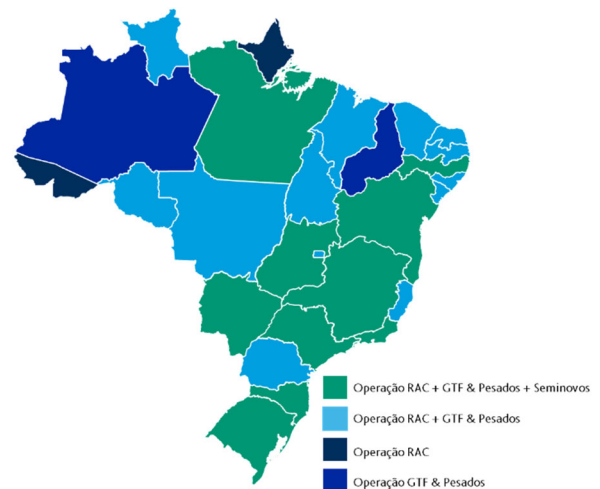 Operação RAC + GTF & Pesados + Seminovos
Operação RAC + GTF & Pesados
Operação RAC
Operação GTF & Pesados